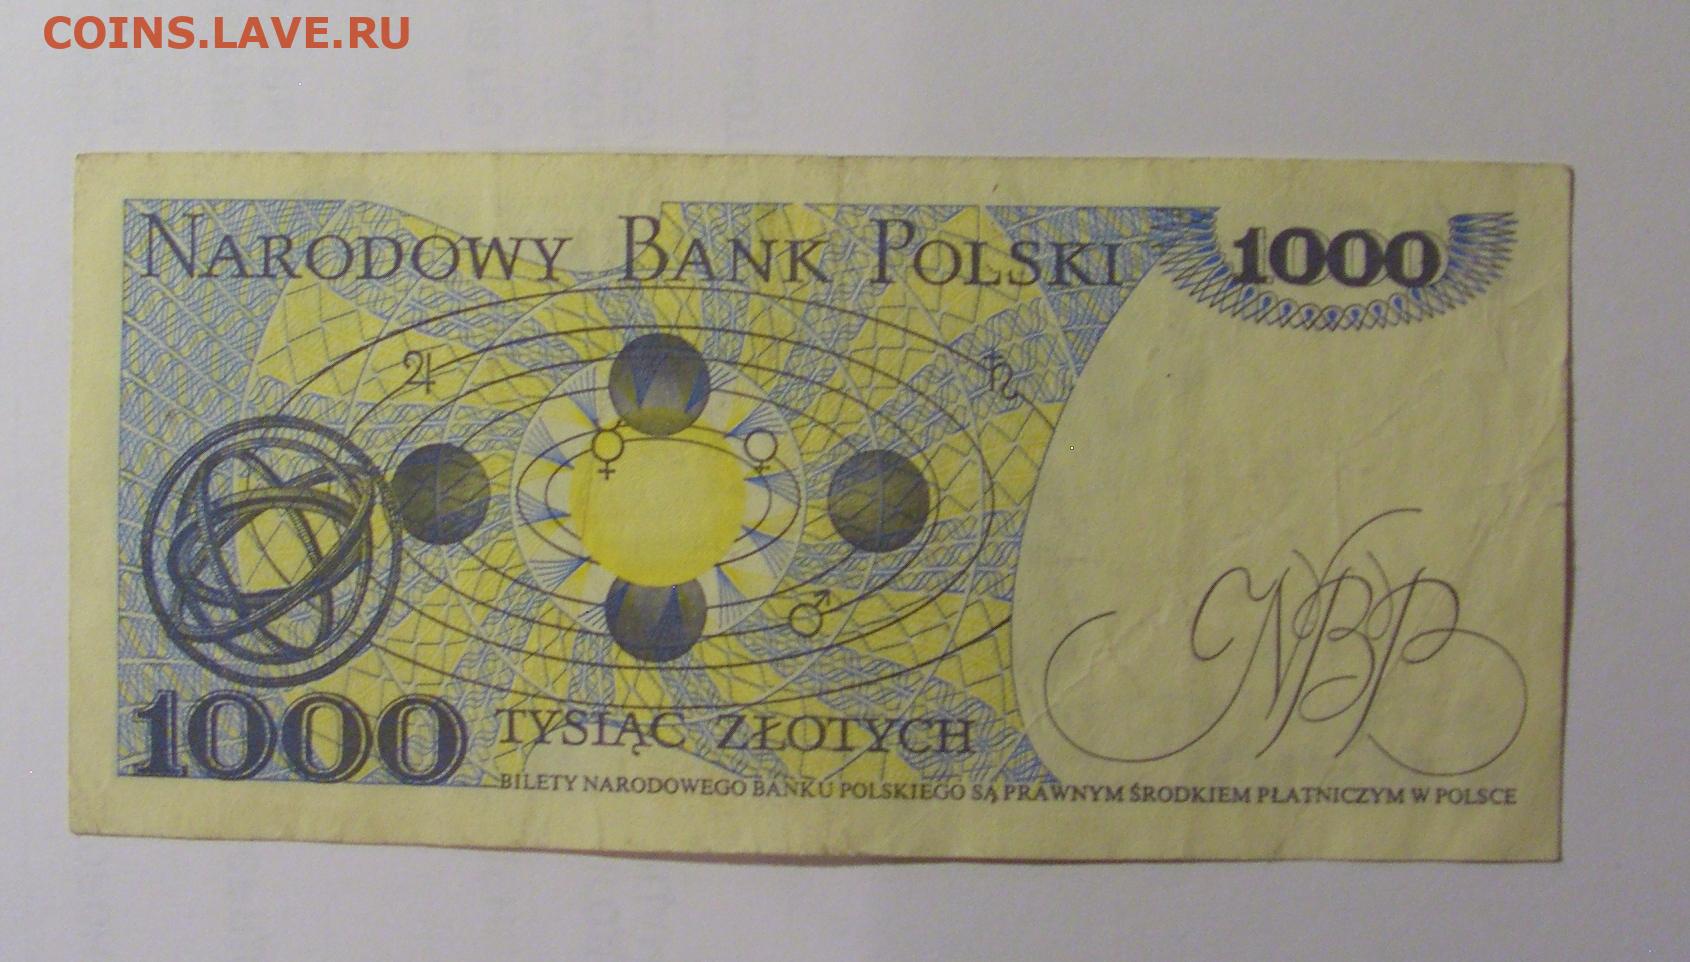 COINS.LAVE.RU
NARODOWY BANK POLSKI
1000
NBP
1000
TYSIĄC ZŁOTYCH
BILETY NARODOWEGO BANKU POLSKIEGO SĄ PRAWNYM ŚRODKIEM PŁATNICZYM W POLSCE